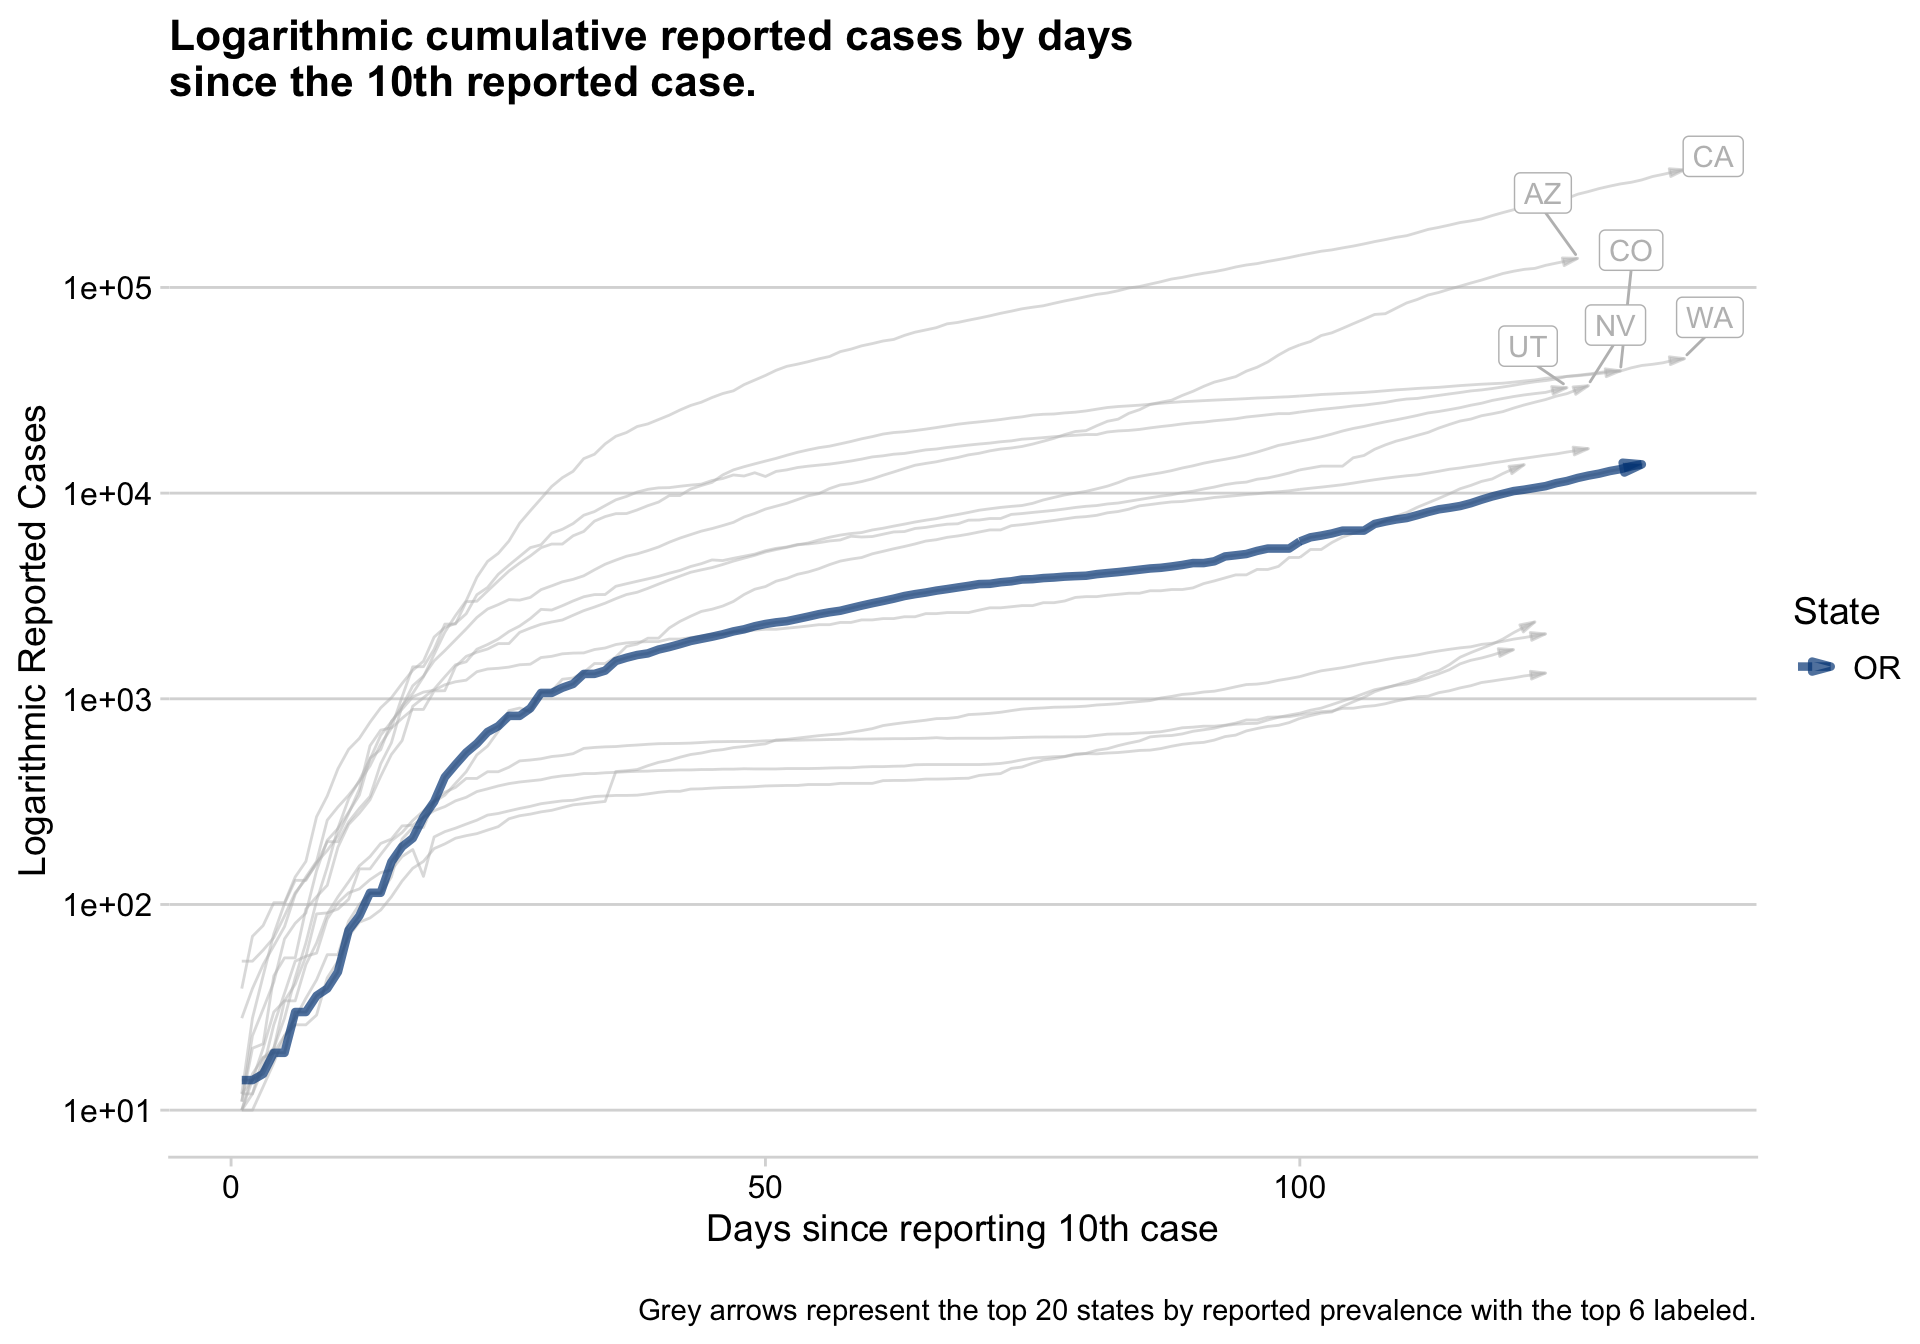 Logarithmic cumulative reported cases by days
since the 10th reported case.
CA
AZ
CO
NV
WA
UT
1e+05
1e+04
1e+03
1e+02
1e+01
Logarithmic Reported Cases
State
OR
0
50
100
Days since reporting 10th case
Grey arrows represent the top 20 states by reported prevalence with the top 6 labeled.